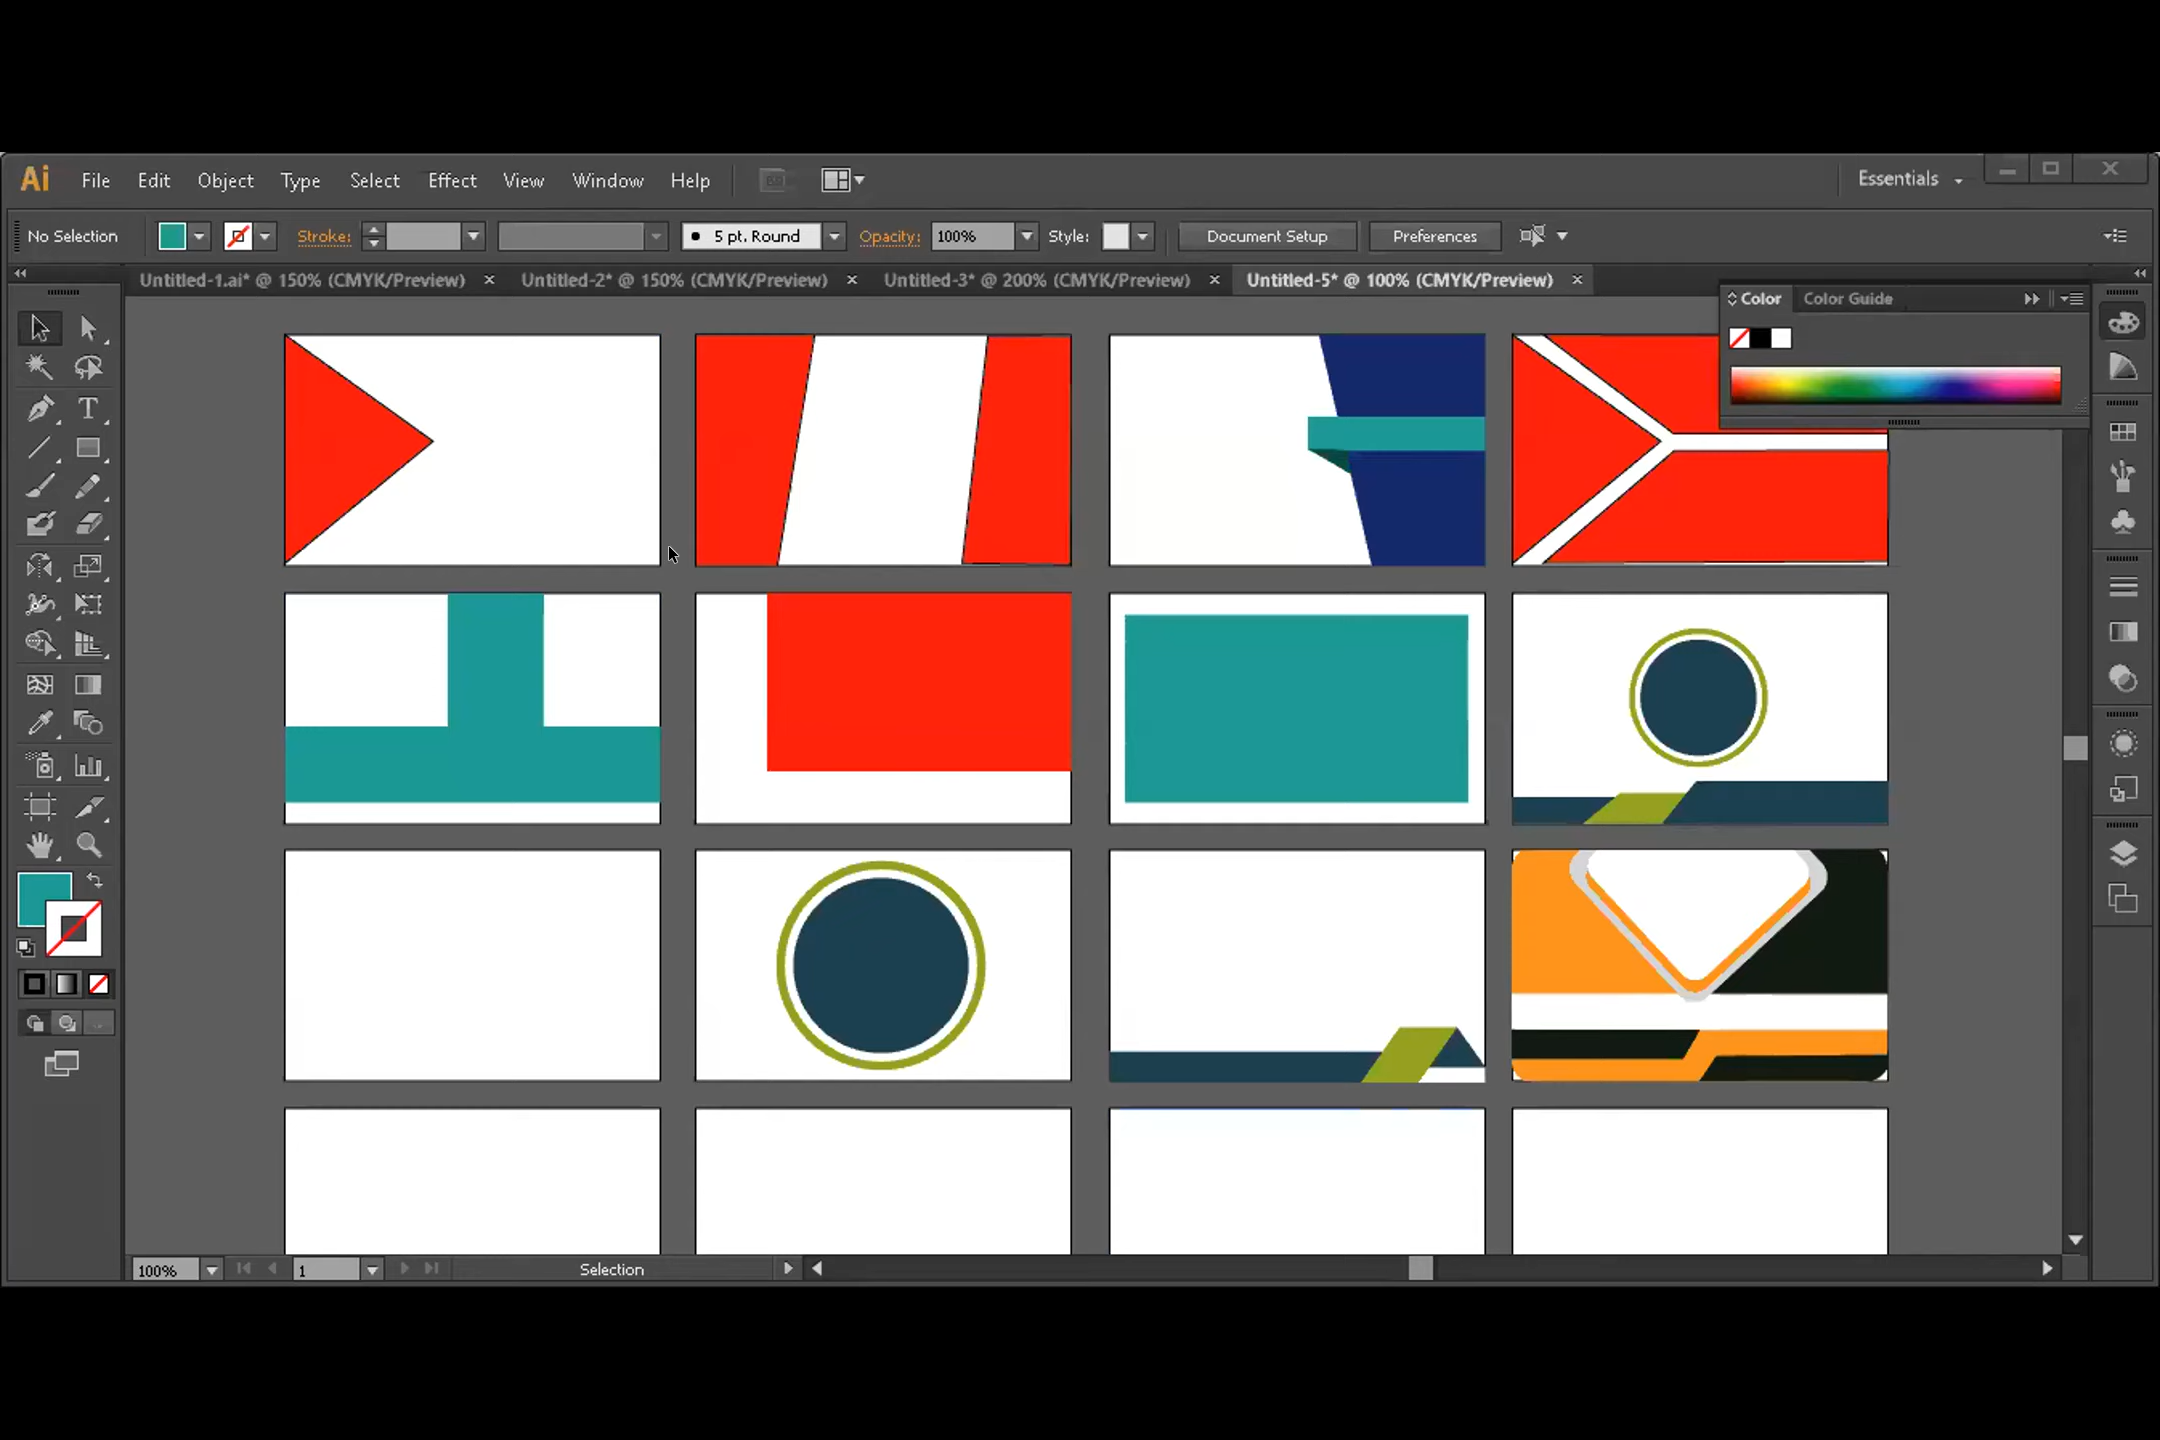 Ai File Edit Object Type Select Effect View Window Help Essentials
No Selection Stroke: 5 pt. Round Opacity: 100% Style: Document Setup Preferences
Untitled-1.ai* @ 150% (CMYK/Preview) Untitled-2* @ 150% (CMYK/Preview) Untitled-3* @ 200% (CMYK/Preview) Untitled-5* @ 100% (CMYK/Preview)
Color Color Guide
100% 1 Selection